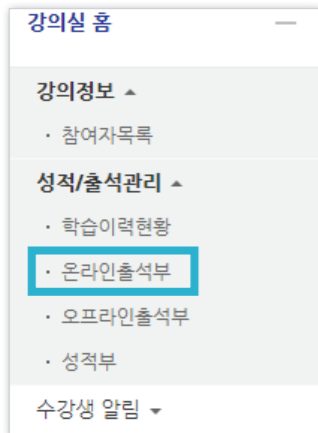 강의실 홈
강의정보 ▲
· 참여자목록
성적/출석관리 ▲
· 학습이력현황
· 온라인출석부
· 오프라인출석부
· 성적부
수강생 알림 ▼